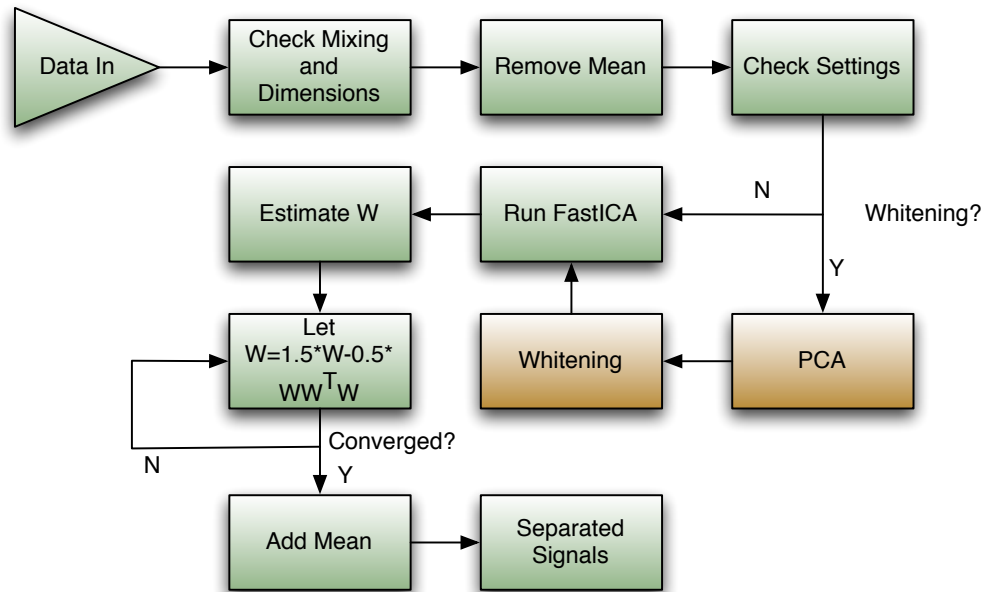 Data In
Check Mixing
and
Dimensions
Remove Mean
Check Settings
Estimate W
Run FastICA
N
Whitening?
Y
Let
W=1.5*W-0.5*
WWᵀW
Whitening
PCA
Converged?
N
Y
Add Mean
Separated
Signals